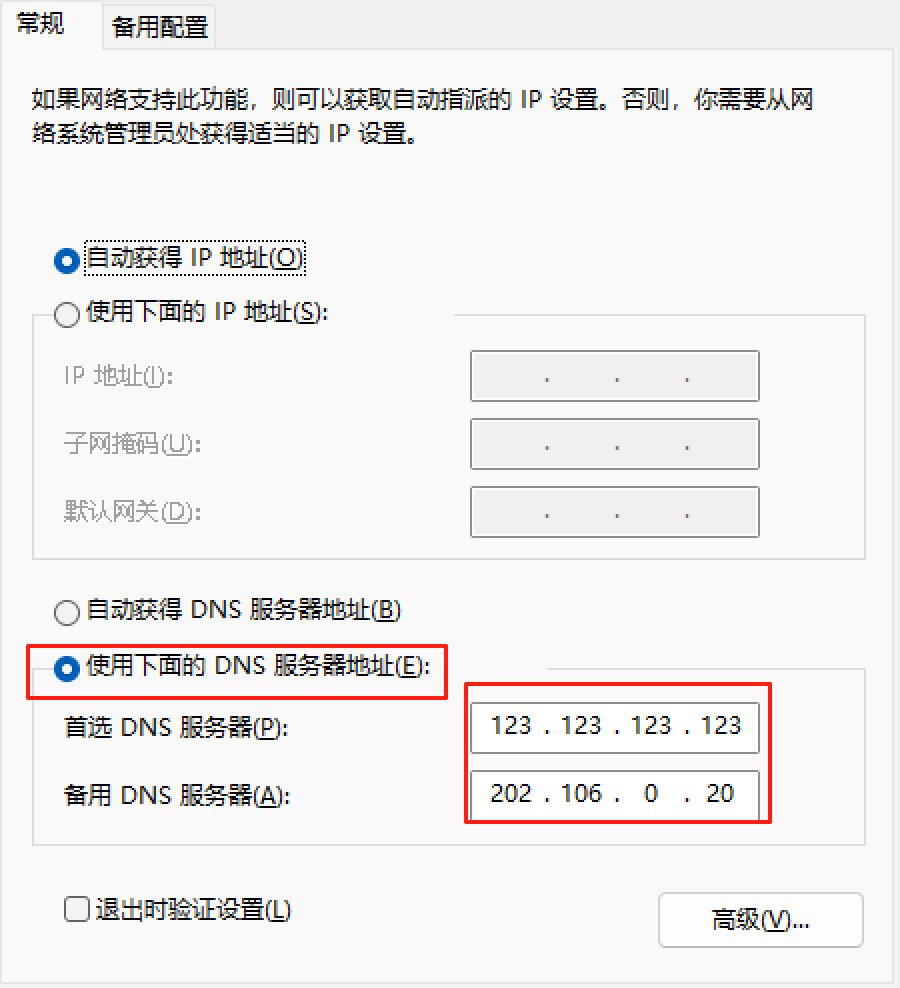 常规
备用配置
如果网络支持此功能，则可以获取自动指派的 IP 设置。否则，你需要从网
络系统管理员处获得适当的 IP 设置。
自动获得 IP 地址(O)
使用下面的 IP 地址(S):
IP 地址(I):
. . .
子网掩码(U):
. . .
默认网关(D):
. . .
自动获得 DNS 服务器地址(B)
使用下面的 DNS 服务器地址(E):
首选 DNS 服务器(P):
123 . 123 . 123 . 123
备用 DNS 服务器(A):
202 . 106 . 0 . 20
退出时验证设置(L)
高级(V)...